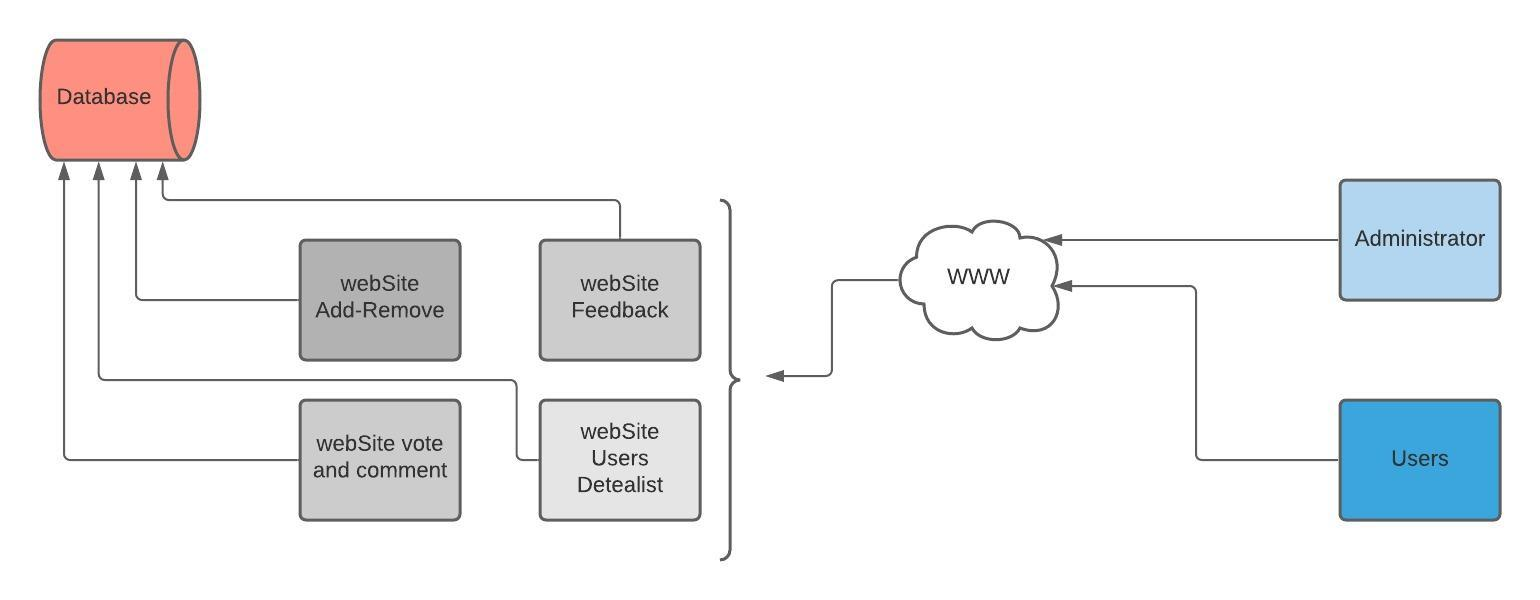 Database
webSite
Add-Remove
webSite
Feedback
webSite vote
and comment
webSite
Users
Detealist
WWW
Administrator
Users